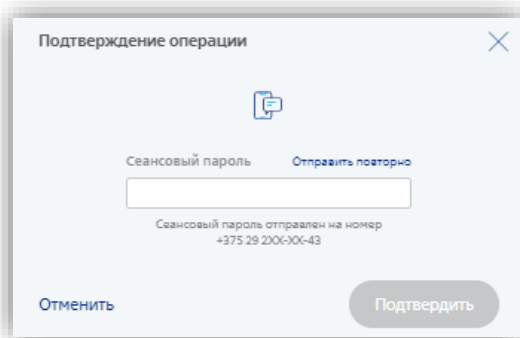 Подтверждение операции
Сеансовый пароль Отправить повторно
Сеансовый пароль отправлен на номер
+375 29 2XX-XX-43
Отменить Подтвердить